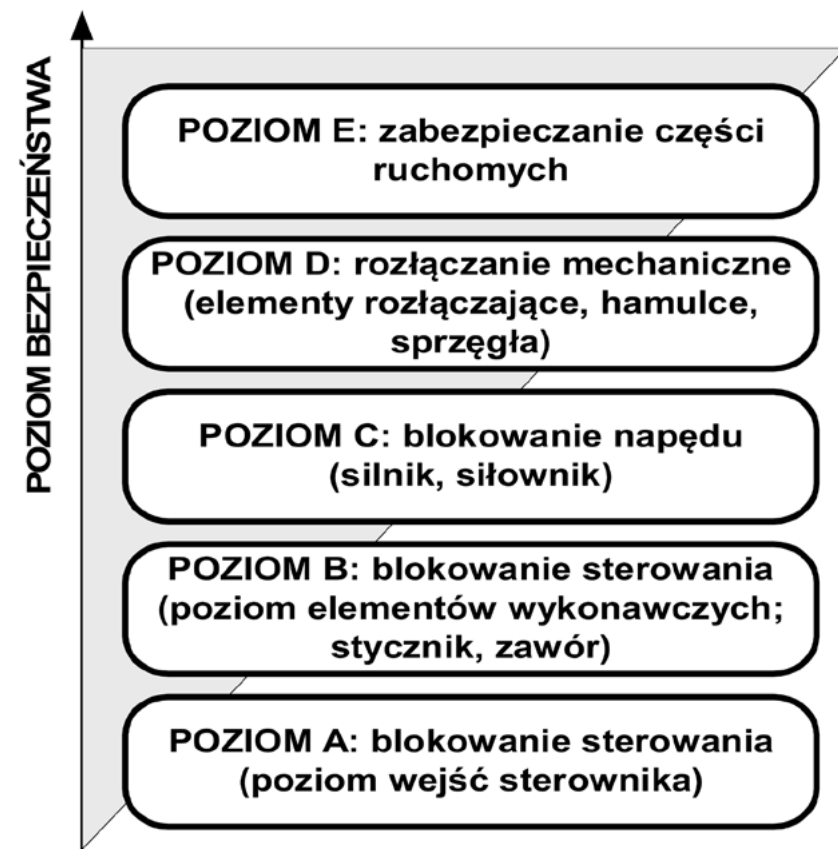 POZIOM BEZPIECZEŃSTWA
POZIOM E: zabezpieczanie części
ruchomych
POZIOM D: rozłączanie mechaniczne
(elementy rozłączające, hamulce,
sprzęgła)
POZIOM C: blokowanie napędu
(silnik, siłownik)
POZIOM B: blokowanie sterowania
(poziom elementów wykonawczych;
stycznik, zawór)
POZIOM A: blokowanie sterowania
(poziom wejść sterownika)